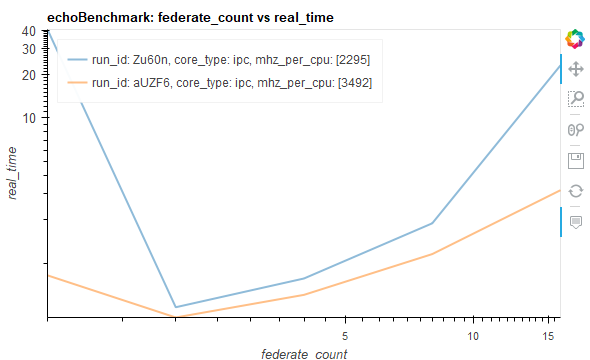 echoBenchmark: federate_count vs real_time
40
30
20
10
real_time
run_id: Zu60n, core_type: ipc, mhz_per_cpu: [2295]
run_id: aUZF6, core_type: ipc, mhz_per_cpu: [3492]
5
10
15
federate_count